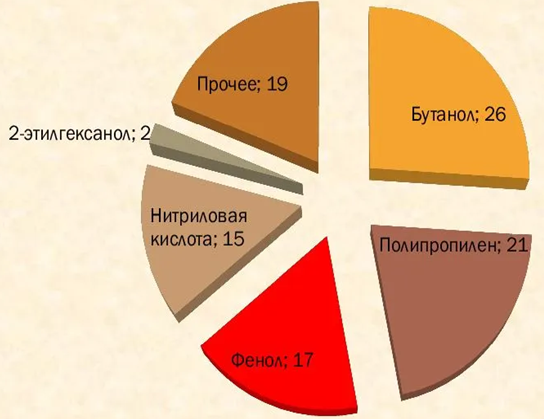 Прочее; 19
Бутанол; 26
2-этилгексанол; 2
Нитриловая
кислота; 15
Полипропилен; 21
Фенол; 17